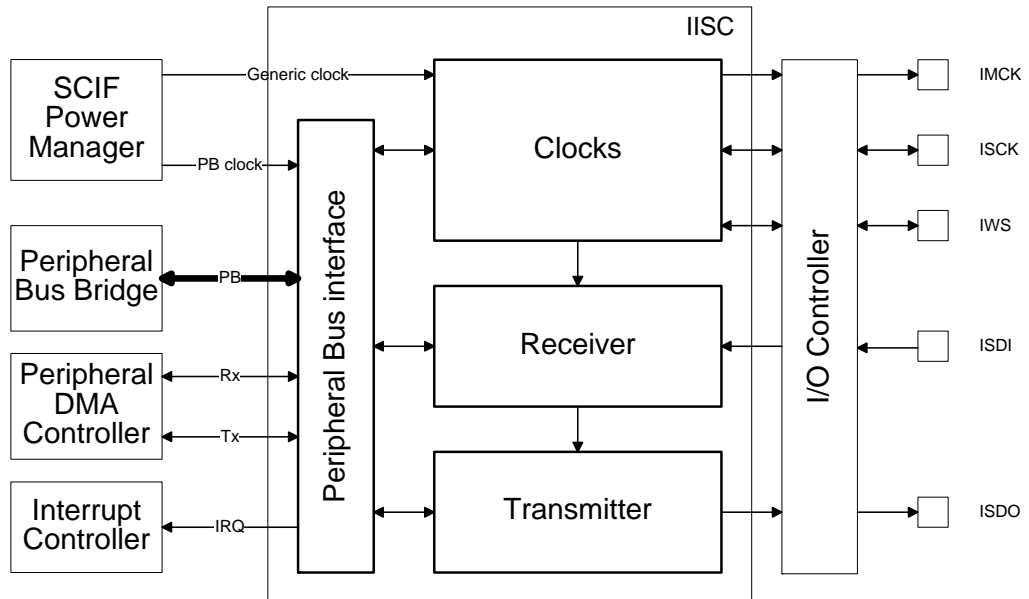 IISC
SCIF
Power
Manager
Generic clock
PB clock
Peripheral
Bus Bridge
PB
Peripheral
DMA
Controller
Rx
Tx
Interrupt
Controller
IRQ
Peripheral Bus interface
Clocks
Receiver
Transmitter
I/O Controller
IMCK
ISCK
IWS
ISDI
ISDO